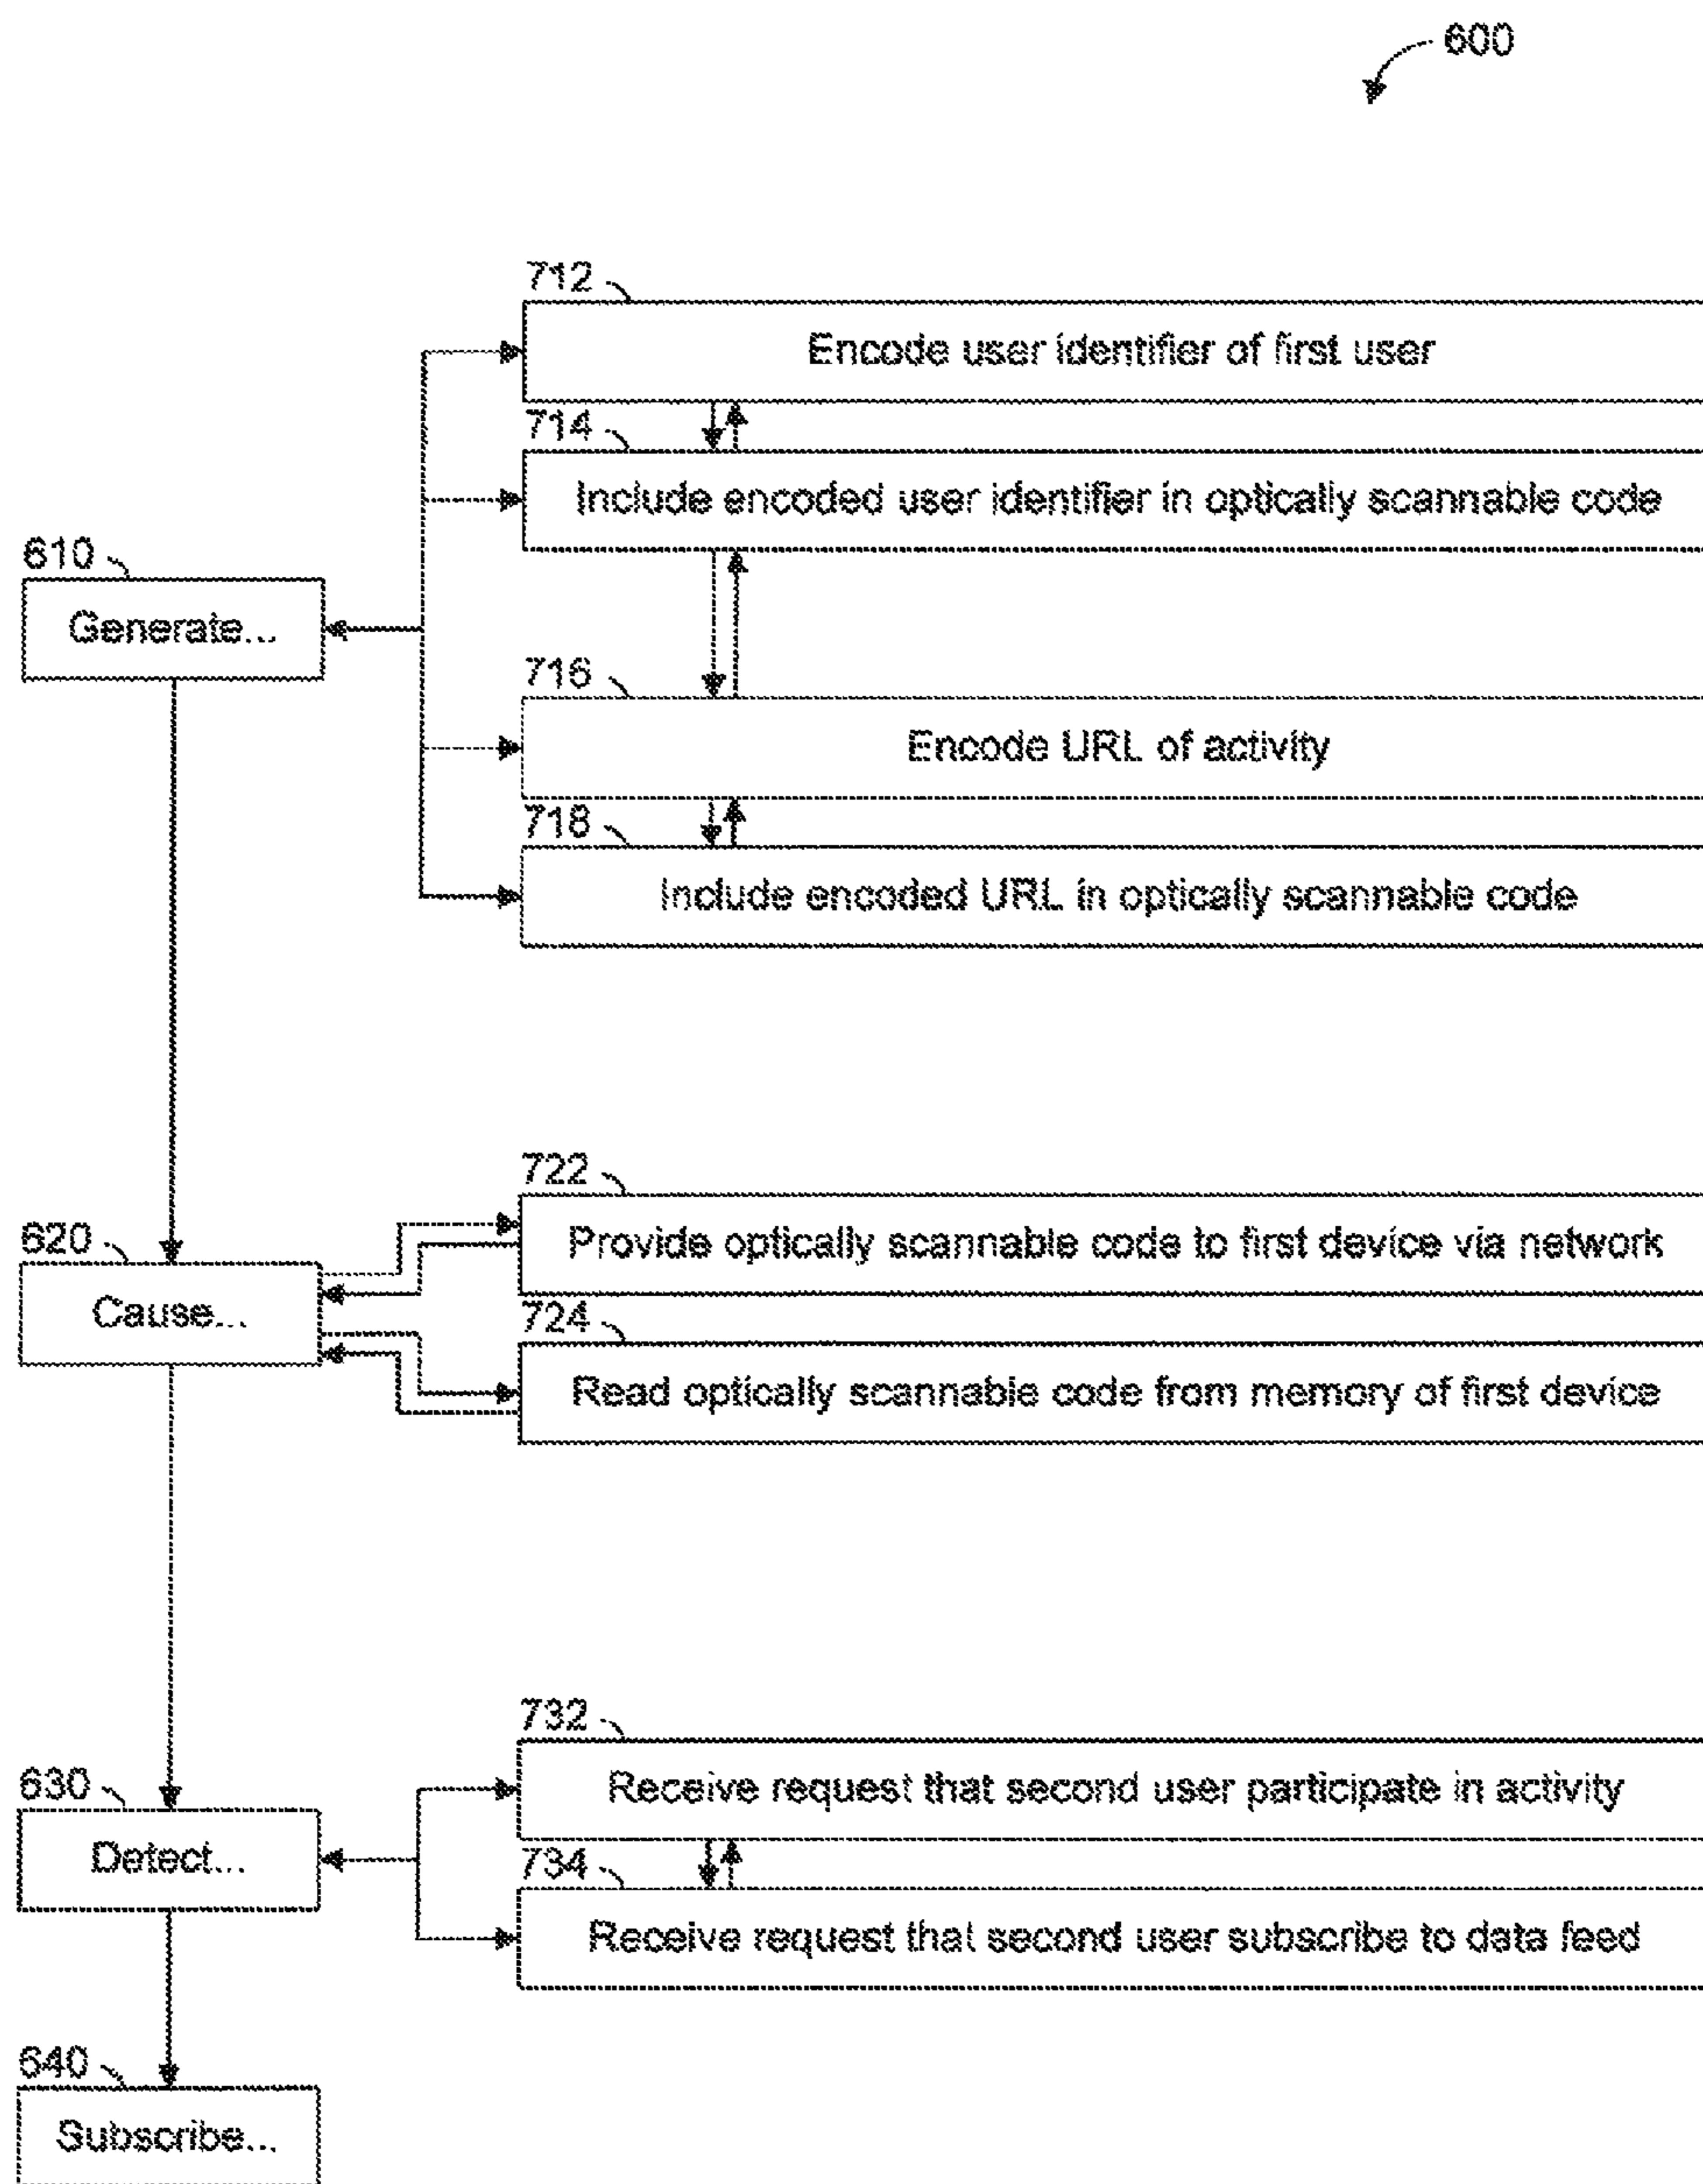 600
712
Encode user identifier of first user
714
Include encoded user identifier in optically scannable code
610
Generate...
716
Encode URL of activity
718
Include encoded URL in optically scannable code
722
Provide optically scannable code to first device via network
620
Cause...
724
Read optically scannable code from memory of first device
732
Receive request that second user participate in activity
630
Detect...
734
Receive request that second user subscribe to data feed
640
Subscribe...